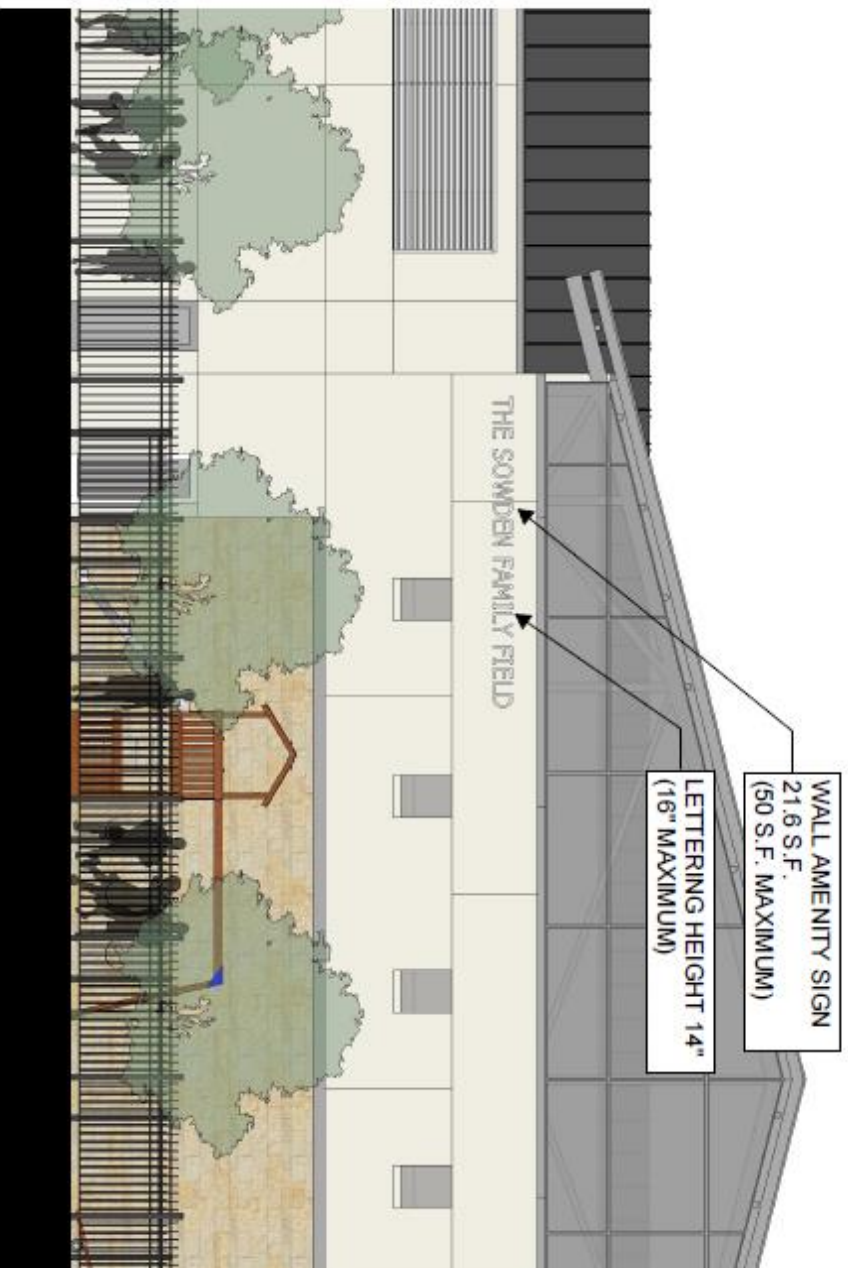 WALL AMENITY SIGN
21.6 S.F.
(50 S.F. MAXIMUM)
LETTERING HEIGHT 14"
(16" MAXIMUM)
THE SOWDEN FAMILY FIELD